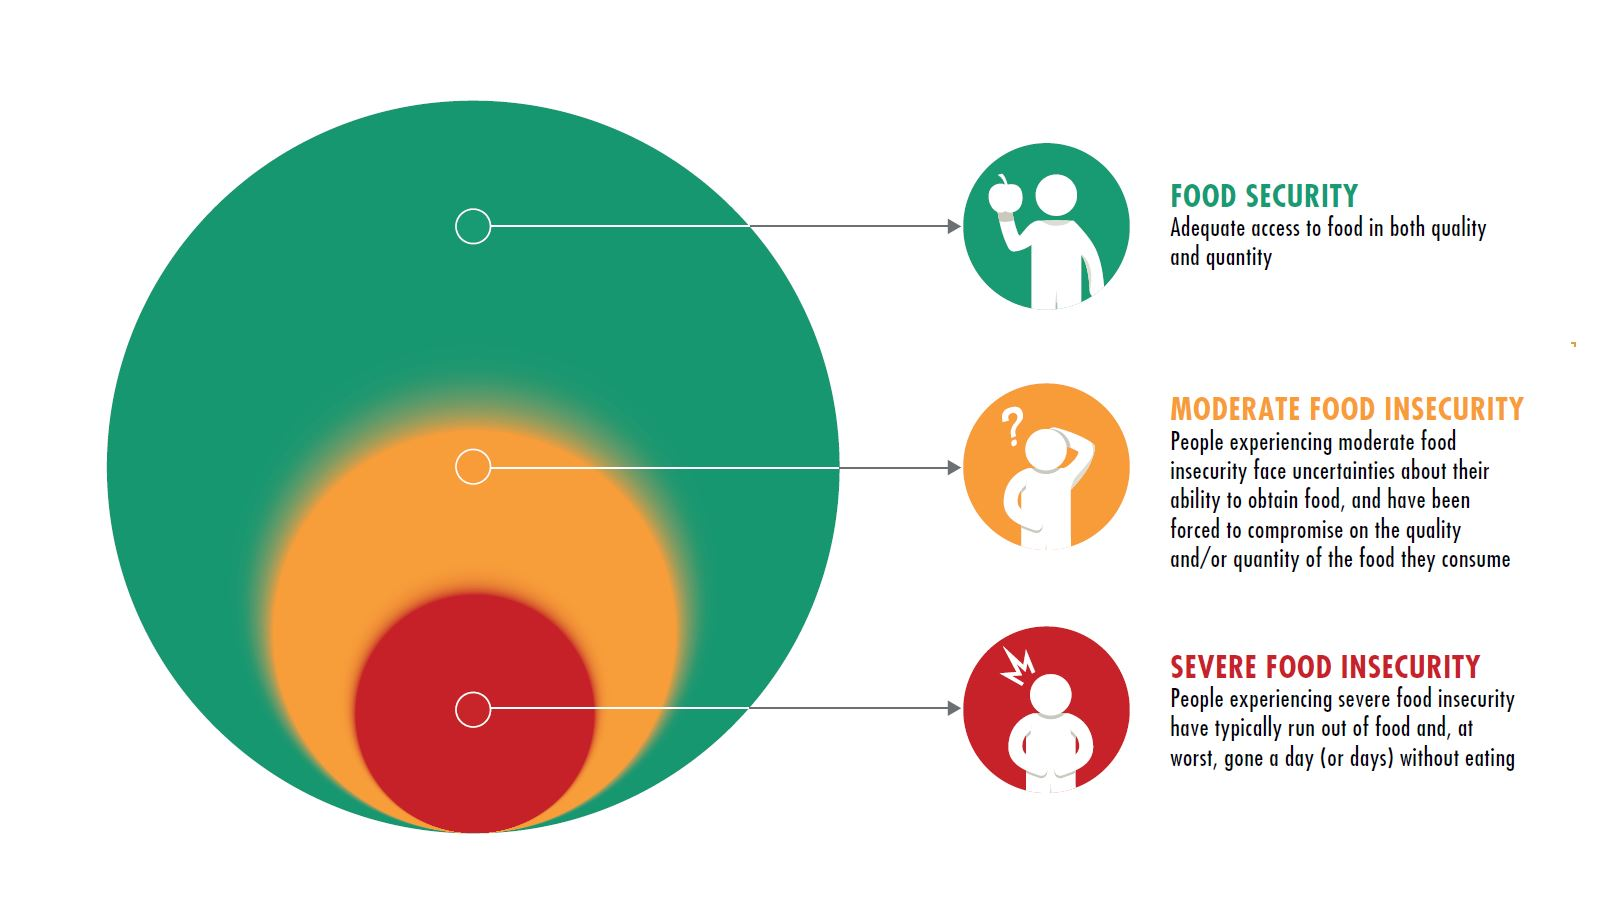 FOOD SECURITY
Adequate access to food in both quality
and quantity
?
MODERATE FOOD INSECURITY
People experiencing moderate food
insecurity face uncertainties about their
ability to obtain food, and have been
forced to compromise on the quality
and/or quantity of the food they consume
SEVERE FOOD INSECURITY
People experiencing severe food insecurity
have typically run out of food and, at
worst, gone a day (or days) without eating